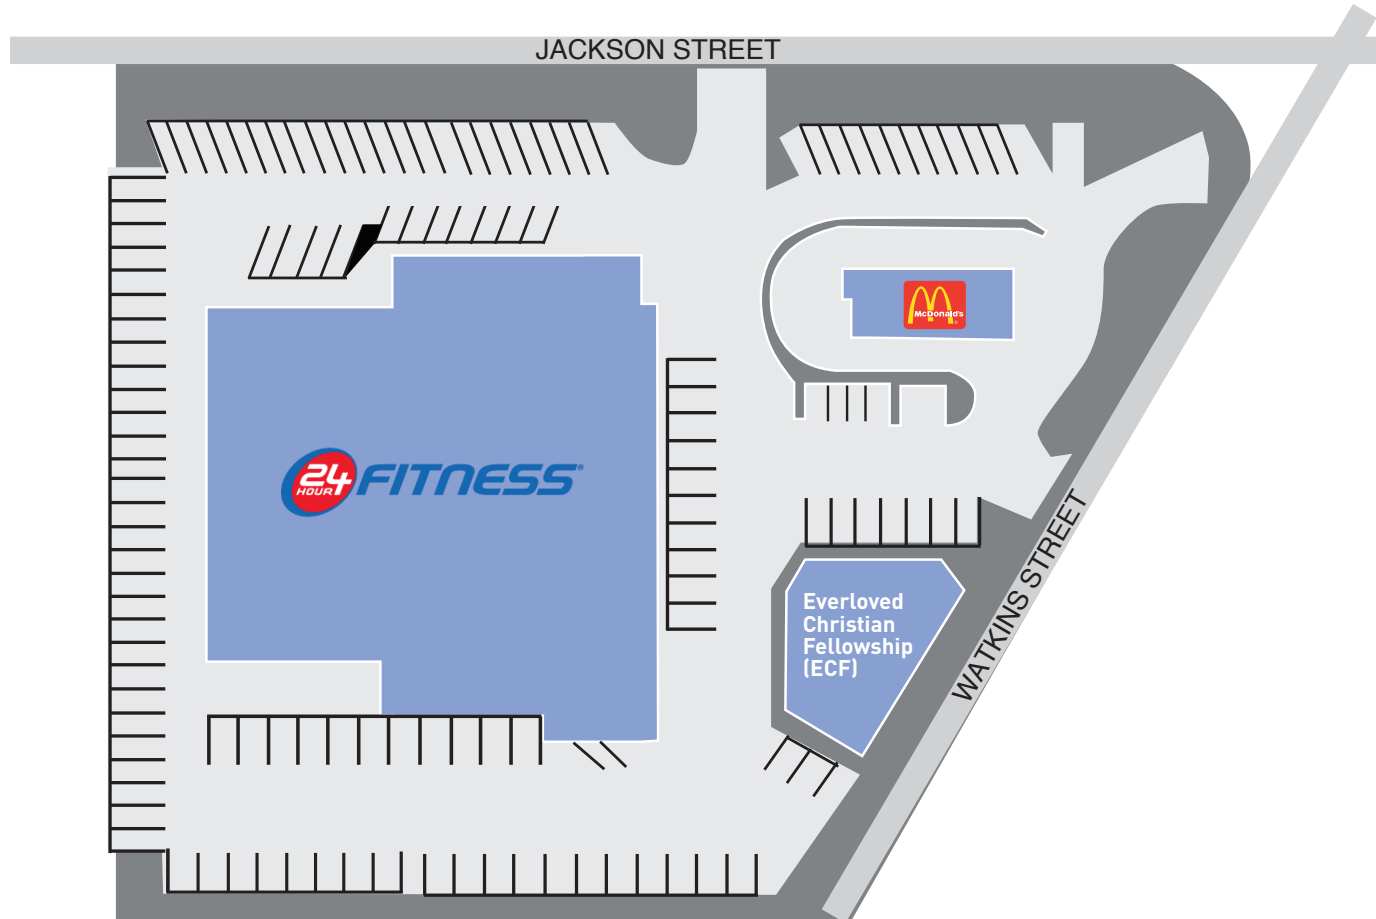 JACKSON STREET
McDonald's
24
HOUR
FITNESS
Everloved
Christian
Fellowship
(ECF)
WATKINS STREET